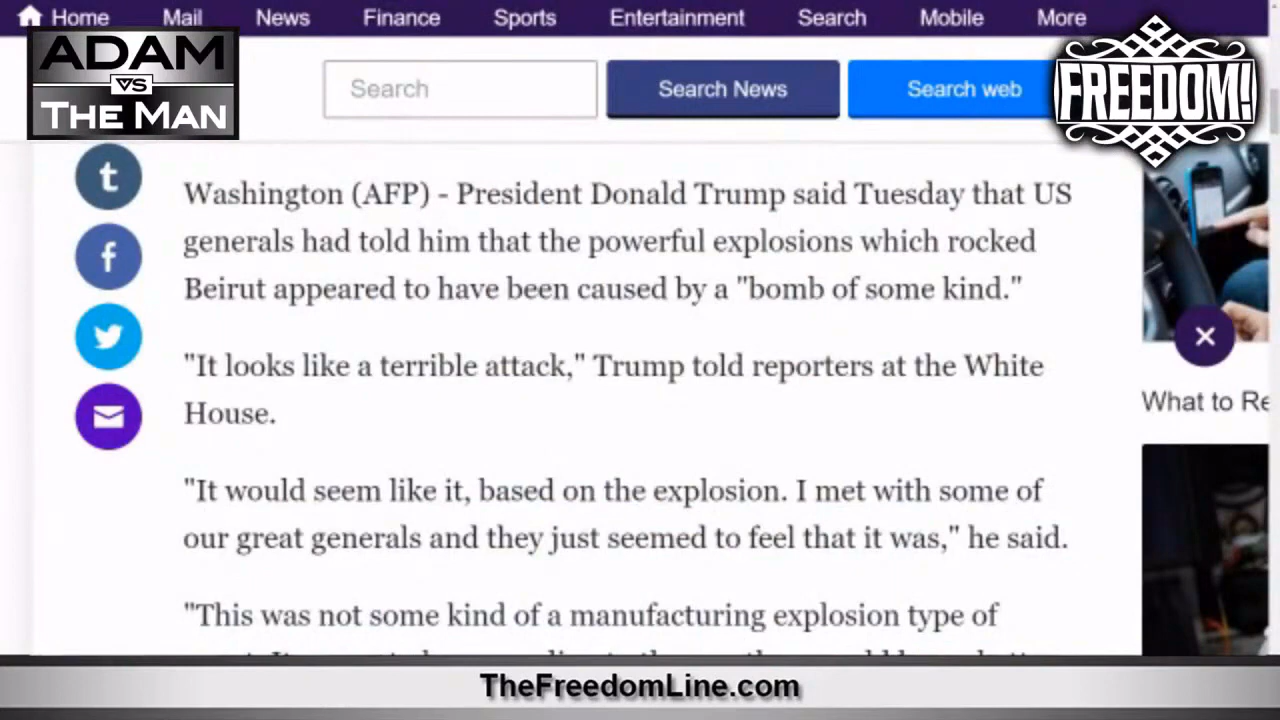 Home Mail News Finance Sports Entertainment Search Mobile More
ADAM
VS
THE MAN
Search
Search News
Search web
FREEDOM!
t
f
Washington (AFP) - President Donald Trump said Tuesday that US
generals had told him that the powerful explosions which rocked
Beirut appeared to have been caused by a "bomb of some kind."
"It looks like a terrible attack," Trump told reporters at the White
House.
"It would seem like it, based on the explosion. I met with some of
our great generals and they just seemed to feel that it was," he said.
"This was not some kind of a manufacturing explosion type of
What to Re
TheFreedomLine.com